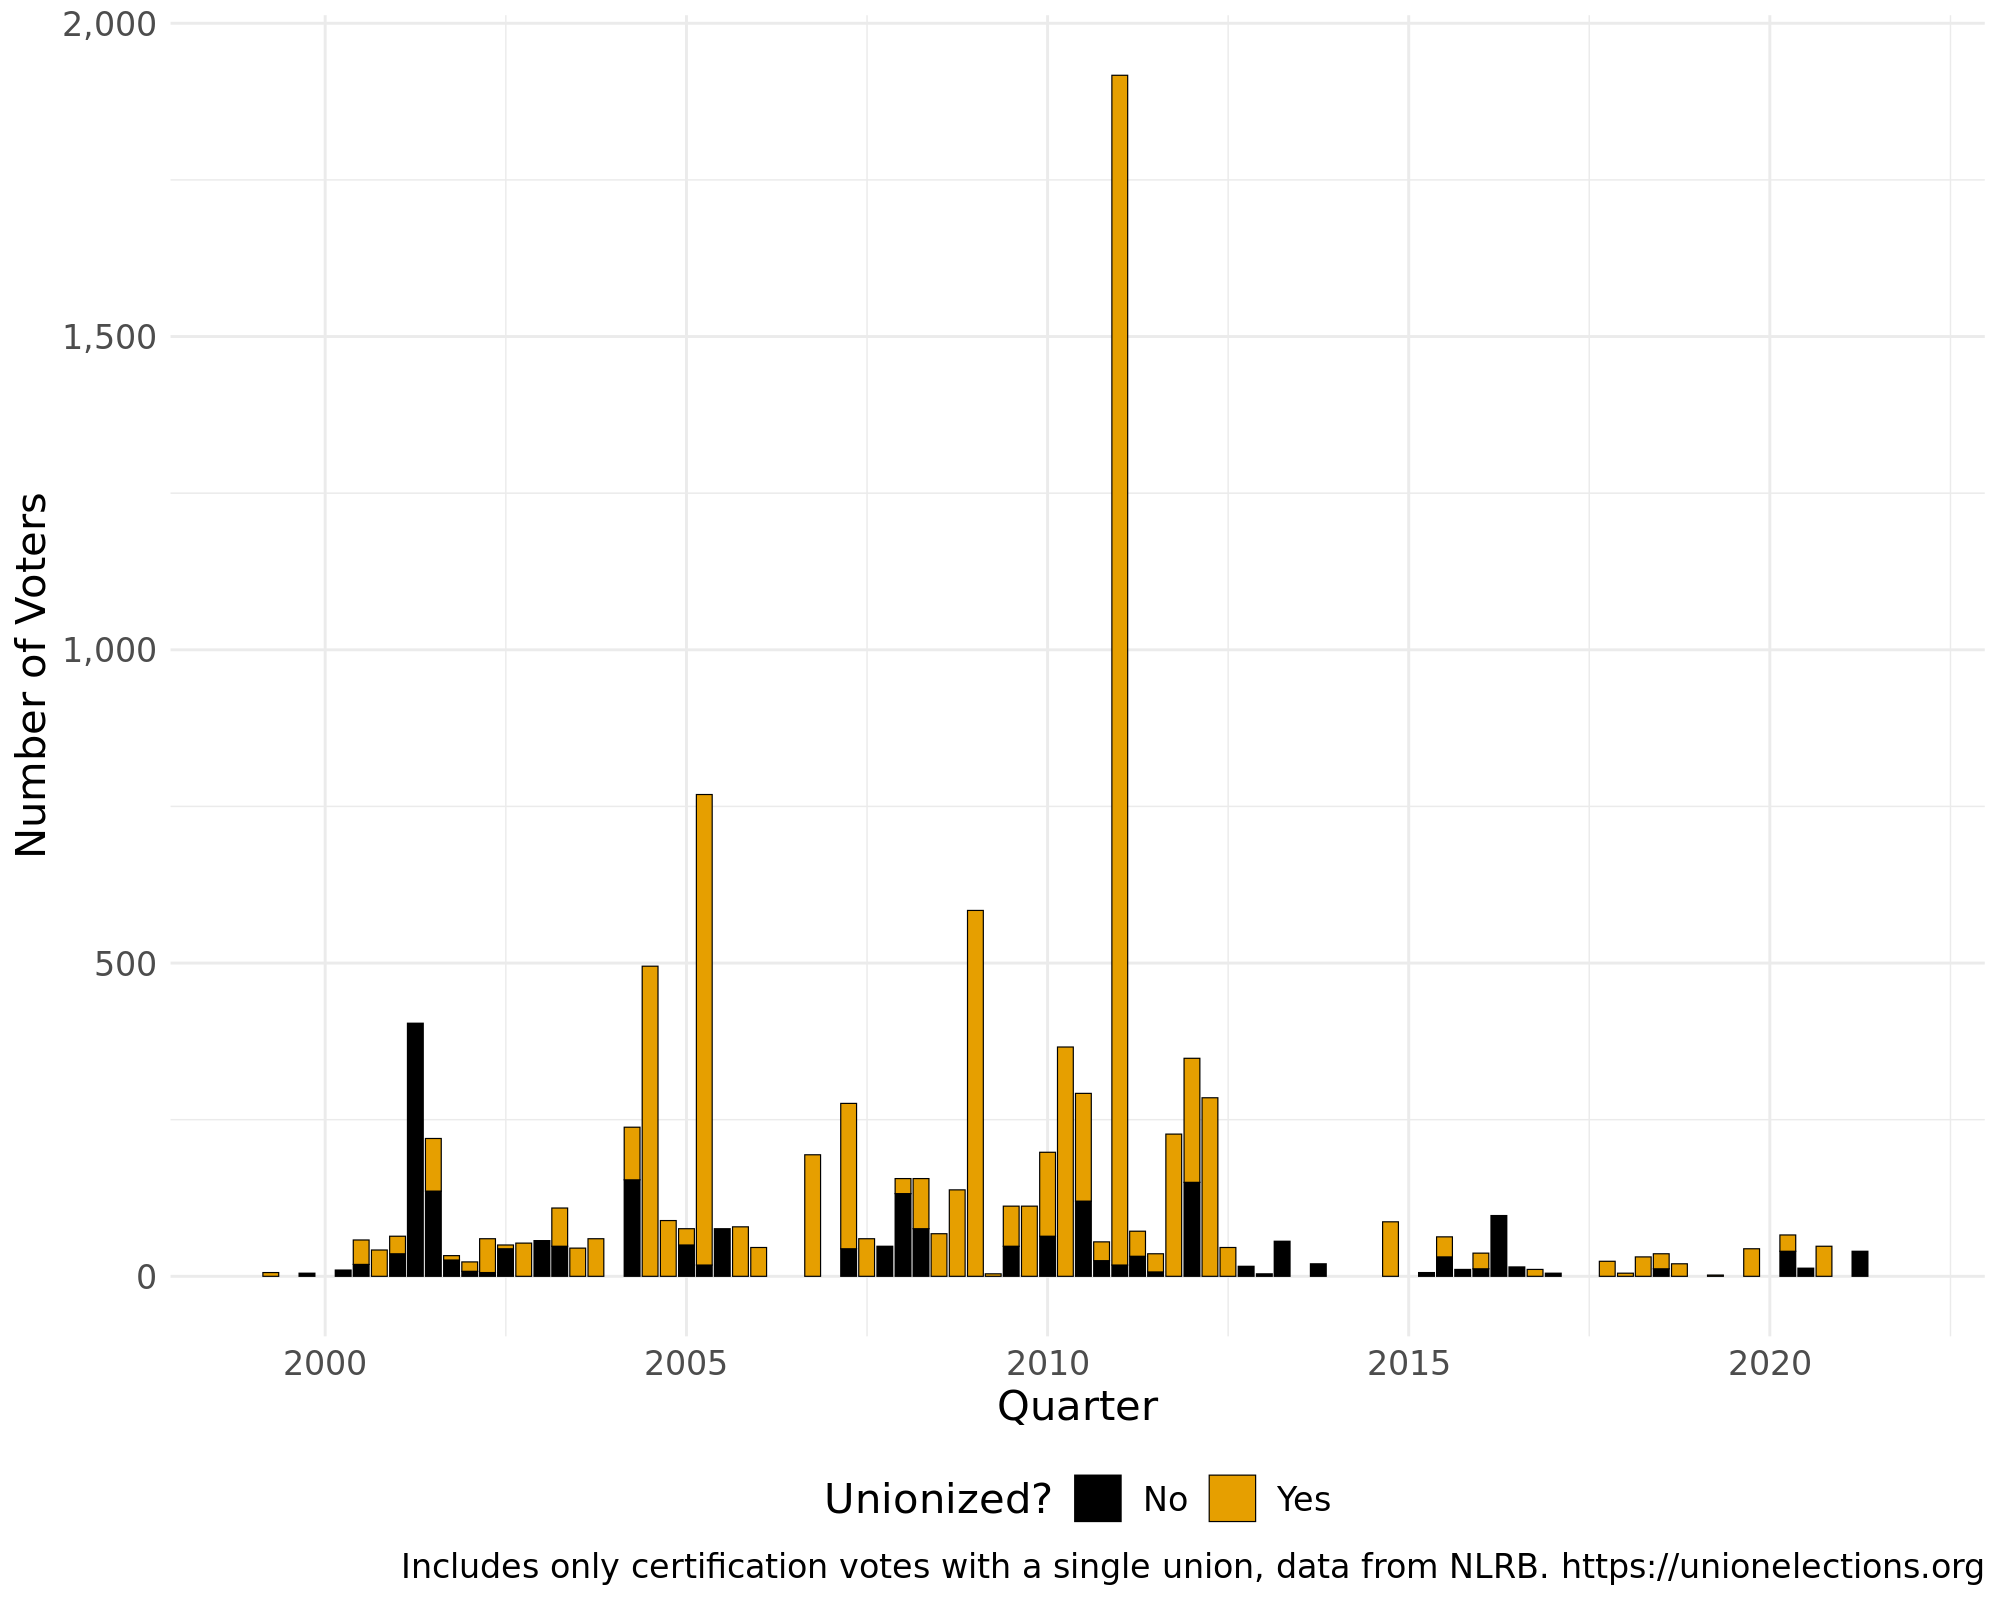 2,000
1,500
1,000
500
0
Number of Voters
2000 2005 2010 2015 2020
Quarter
Unionized? No Yes
Includes only certification votes with a single union, data from NLRB. https://unionelections.org